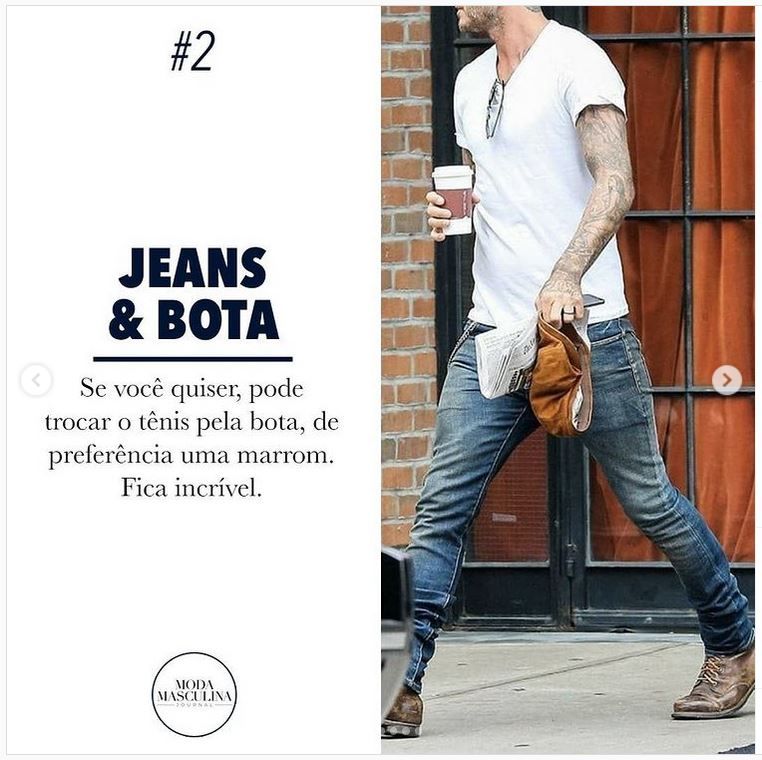 #2
JEANS
& BOTA
Se você quiser, pode
trocar o tênis pela bota, de
preferência uma marrom.
Fica incrível.
MODA
MASCULINA
JOURNAL